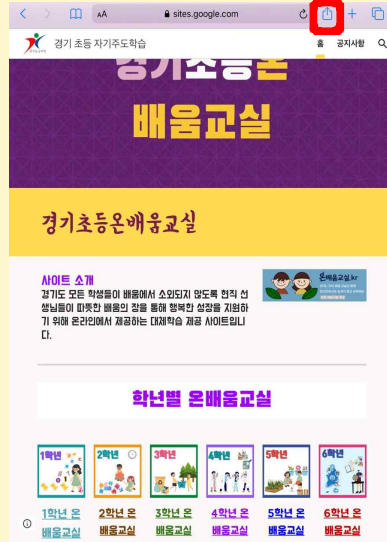 AA
sites.google.com
경기 초등 자기주도학습
홈
공지사항
경기초등온
배움교실
경기초등온배움교실
사이트 소개
경기도 모든 학생들이 배움에서 소외되지 않도록 현직 선
생님들이 따뜻한 배움의 장을 통해 행복한 성장을 지원하
기 위해 온라인에서 제공하는 대체학습 제공 사이트입니
다.
온배움교실.kr
학년별 온배움교실
1학년
2학년
3학년
4학년
5학년
6학년
1학년 온
배움교실
2학년 온
배움교실
3학년 온
배움교실
4학년 온
배움교실
5학년 온
배움교실
6학년 온
배움교실